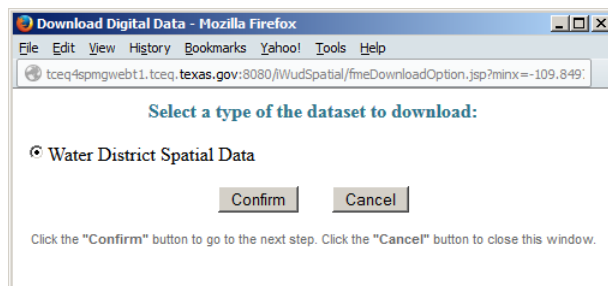 Download Digital Data - Mozilla Firefox
File Edit View History Bookmarks Yahoo! Tools Help
tceq4spmgwebt1.tceq.texas.gov:8080/iWudSpatial/fmeDownloadOption.jsp?minx=-109.849
Select a type of the dataset to download:
Water District Spatial Data
Confirm Cancel
Click the "Confirm" button to go to the next step. Click the "Cancel" button to close this window.